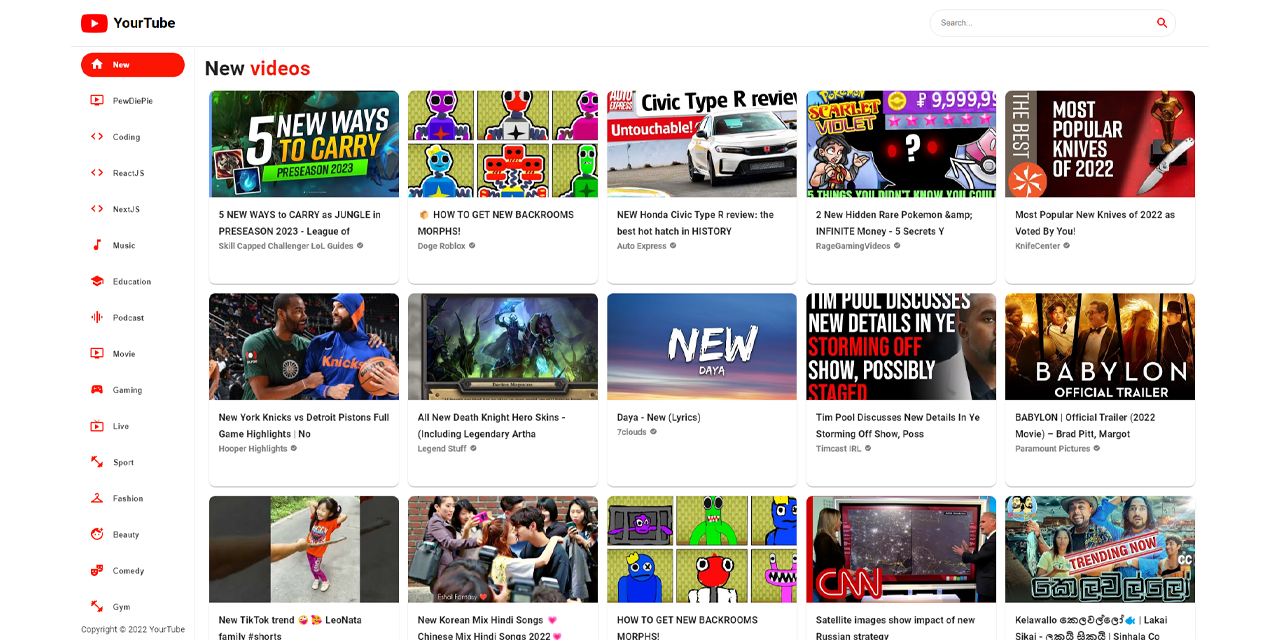 YourTube
Search...
New
PewDiePie
Coding
ReactJS
NextJS
Music
Education
Podcast
Movie
Gaming
Live
Sport
Fashion
Beauty
Comedy
Gym
Copyright © 2022 YourTube
New videos
5 NEW WAYS
TO CARRY
PRESEASON 2023
5 NEW WAYS to CARRY as JUNGLE in
PRESEASON 2023 - League of
Skill Capped Challenger LoL Guides
HOW TO GET NEW BACKROOMS
MORPHS!
Doge Roblox
AUTO
EXPRESS
Civic Type R review
Untouchable!
NEW Honda Civic Type R review: the
best hot hatch in HISTORY
Auto Express
POKÉMON
SCARLET
VIOLET
₽ 9,999,99
?
5 THINGS YOU DIDN'T KNOW YOU COUL
2 New Hidden Rare Pokemon &amp;
INFINITE Money - 5 Secrets Y
RageGamingVideos
THE BEST
MOST
POPULAR
KNIVES
OF 2022
Most Popular New Knives of 2022 as
Voted By You!
KnifeCenter
Knicks
New York Knicks vs Detroit Pistons Full
Game Highlights | No
Hooper Highlights
All New Death Knight Hero Skins -
(Including Legendary Artha
Legend Stuff
NEW
DAYA
Daya - New (Lyrics)
7clouds
TIM POOL DISCUSSES
NEW DETAILS IN YE
STORMING OFF
SHOW, POSSIBLY
STAGED
Tim Pool Discusses New Details In Ye
Storming Off Show, Poss
Timcast IRL
BABYLON
OFFICIAL TRAILER
BABYLON | Official Trailer (2022
Movie) – Brad Pitt, Margot
Paramount Pictures
New TikTok trend 🤪 🥰 LeoNata
family #shorts
Eshal Fantasy ❤️
New Korean Mix Hindi Songs 💗
Chinese Mix Hindi Songs 2022💗
HOW TO GET NEW BACKROOMS
MORPHS!
CNN
Satellite images show impact of new
Russian strategy
TRENDING NOW
CC
කෙලවල්ලෝ
Kelawallo කෙලවල්ලෝ🐟 | Lakai
Sikai - ලකයි සිකයි | Sinhala Co